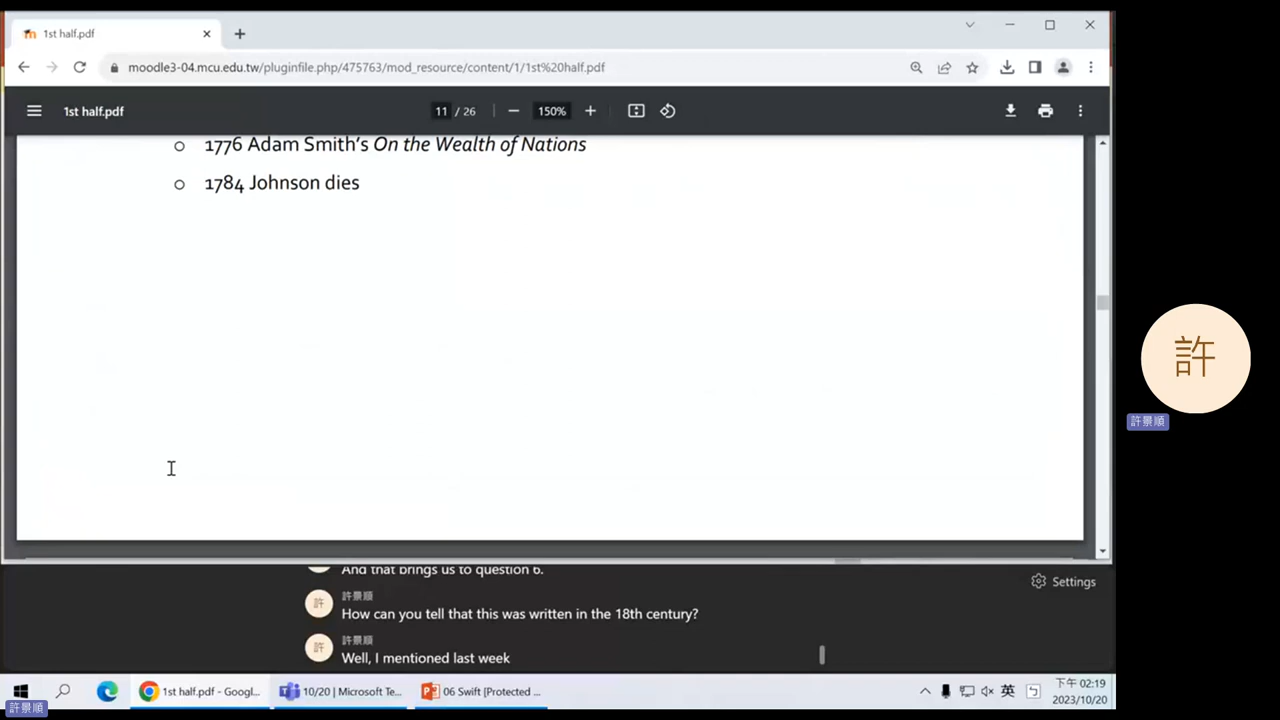 1st half.pdf
moodle3-04.mcu.edu.tw/pluginfile.php/475763/mod_resource/content/1/1st%20half.pdf
1st half.pdf
11 / 26
150%
1776 Adam Smith's On the Wealth of Nations
1784 Johnson dies
許
許景順
And that brings us to question 6.
Settings
許
許景順
How can you tell that this was written in the 18th century?
許
許景順
Well, I mentioned last week
1st half.pdf - Googl...
10/20 | Microsoft Te...
06 Swift [Protected ...
英
下午 02:19
2023/10/20
許景順